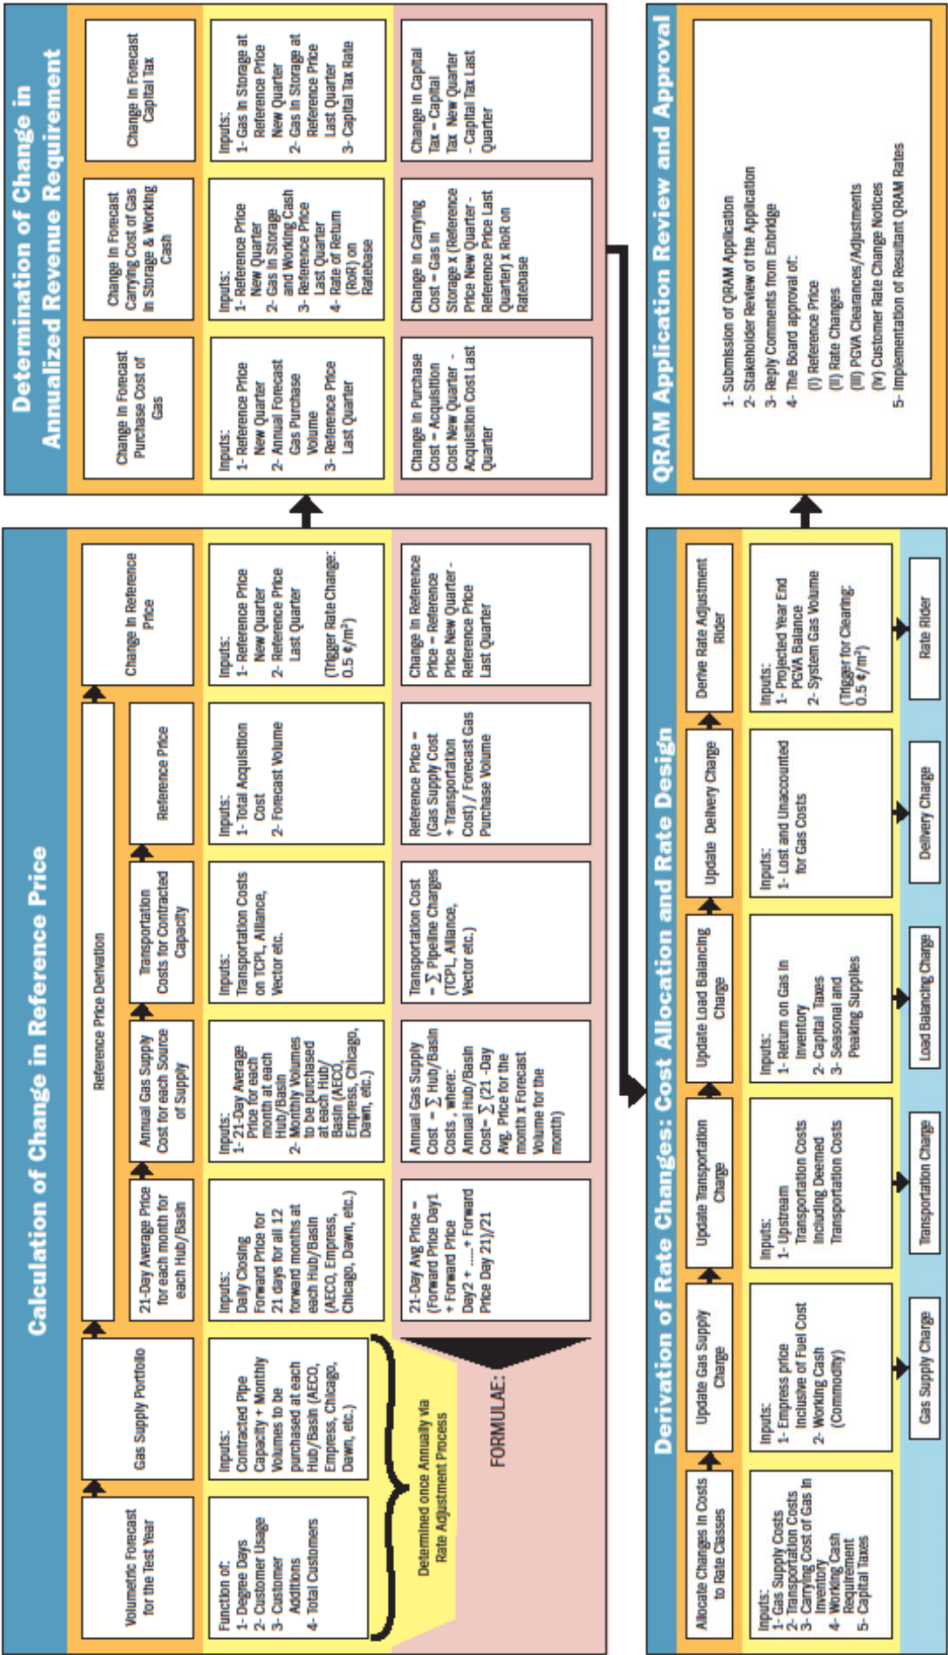 Calculation of Change in Reference Price
Volumetric Forecast
for the Test Year
Function of:
1- Degree Days
2- Customer Usage
3- Customer
Additions
4- Total Customers
Gas Supply Portfolio
Inputs:
Contracted Pipe
Capacity + Monthly
Volumes to be
purchased at each
Hub/Basin (AECO,
Empress, Chicago,
Dawn, etc.)
Determined once Annually via
Rate Adjustment Process
FORMULAE:
Reference Price Derivation
21-Day Average Price
for each month for
each Hub/Basin
Inputs:
Daily Closing
Forward Price for
21 days for all 12
forward months at
each Hub/Basin
(AECO, Empress,
Chicago, Dawn, etc.)
21-Day Avg Price =
(Forward Price Day1
+ Forward Price
Day2 + .....+ Forward
Price Day 21)/21
Annual Gas Supply
Cost for each Source
of Supply
Inputs:
1- 21-Day Average
Price for each
month at each
Hub/Basin
2- Monthly Volumes
to be purchased
at each Hub/
Basin (AECO,
Empress, Chicago,
Dawn, etc.)
Annual Gas Supply
Cost = ∑ Hub/Basin
Costs , where:
Annual Hub/Basin
Cost= ∑ (21 -Day
Avg. Price for the
month x Forecast
Volume for the
month)
Transportation
Costs for Contracted
Capacity
Inputs:
Transportation Costs
on TCPL, Alliance,
Vector etc.
Transportation Cost
= ∑ Pipeline Charges
(TCPL, Alliance,
Vector etc.)
Reference Price
Inputs:
1- Total Acquisition
Cost
2- Forecast Volume
Reference Price =
(Gas Supply Cost
+ Transportation
Cost) / Forecast Gas
Purchase Volume
Change in Reference
Price
Inputs:
1- Reference Price
New Quarter
2- Reference Price
Last Quarter
(Trigger Rate Change:
0.5 ¢/m³)
Change in Reference
Price = Reference
Price New Quarter -
Reference Price
Last Quarter
Determination of Change in
Annualized Revenue Requirement
Change in Forecast
Purchase Cost of
Gas
Inputs:
1- Reference Price
New Quarter
2- Annual Forecast
Gas Purchase
Volume
3- Reference Price
Last Quarter
Change in Purchase
Cost = Acquisition
Cost New Quarter -
Acquisition Cost Last
Quarter
Change in Forecast
Carrying Cost of Gas
in Storage & Working
Cash
Inputs:
1- Reference Price
New Quarter
2- Gas in Storage
and Working Cash
3- Reference Price
Last Quarter
4- Rate of Return
(RoR) on
Ratebase
Change in Carrying
Cost = Gas in
Storage x (Reference
Price New Quarter -
Reference Price Last
Quarter) x RoR on
Ratebase
Change in Forecast
Capital Tax
Inputs:
1- Gas in Storage at
Reference Price
New Quarter
2- Gas in Storage at
Reference Price
Last Quarter
3- Capital Tax Rate
Change in Capital
Tax = Capital
Tax New Quarter
- Capital Tax Last
Quarter
Derivation of Rate Changes: Cost Allocation and Rate Design
Allocate Changes in Costs
to Rate Classes
Inputs:
1- Gas Supply Costs
2- Transportation Costs
3- Carrying Cost of Gas in
Inventory
4- Working Cash
Requirement
5- Capital Taxes
Update Gas Supply
Charge
Inputs:
1- Empress price
Inclusive of Fuel Cost
2- Working Cash
(Commodity)
Gas Supply Charge
Update Transportation
Charge
Inputs:
1- Upstream
Transportation Costs
Including Deemed
Transportation Costs
Transportation Charge
Update Load Balancing
Charge
Inputs:
1- Return on Gas in
Inventory
2- Capital Taxes
3- Seasonal and
Peaking Supplies
Load Balancing Charge
Update Delivery Charge
Inputs:
1- Lost and Unaccounted
for Gas Costs
Delivery Charge
Derive Rate Adjustment
Rider
Inputs:
1- Projected Year End
PGVA Balance
2- System Gas Volume
(Trigger for Clearing:
0.5 ¢/m³)
Rate Rider
QRAM Application Review and Approval
1- Submission of QRAM Application
2- Stakeholder Review of the Application
3- Reply Comments from Enbridge
4- The Board approval of:
(i) Reference Price
(ii) Rate Changes
(iii) PGVA Clearances/Adjustments
(iv) Customer Rate Change Notices
5- Implementation of Resultant QRAM Rates